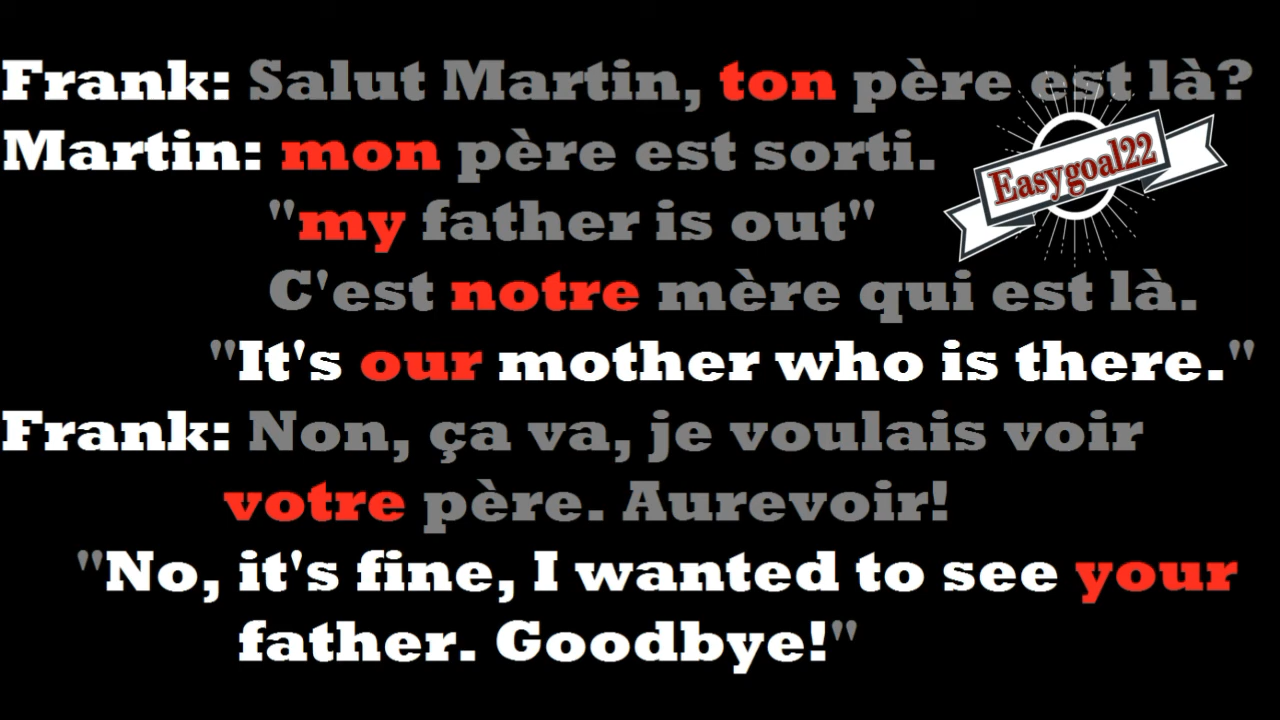 Frank: Salut Martin, ton père est là?
Martin: mon père est sorti.
"my father is out"
C'est notre mère qui est là.
"It's our mother who is there."
Frank: Non, ça va, je voulais voir
votre père. Aurevoir!
"No, it's fine, I wanted to see your
father. Goodbye!"
Easygoal22